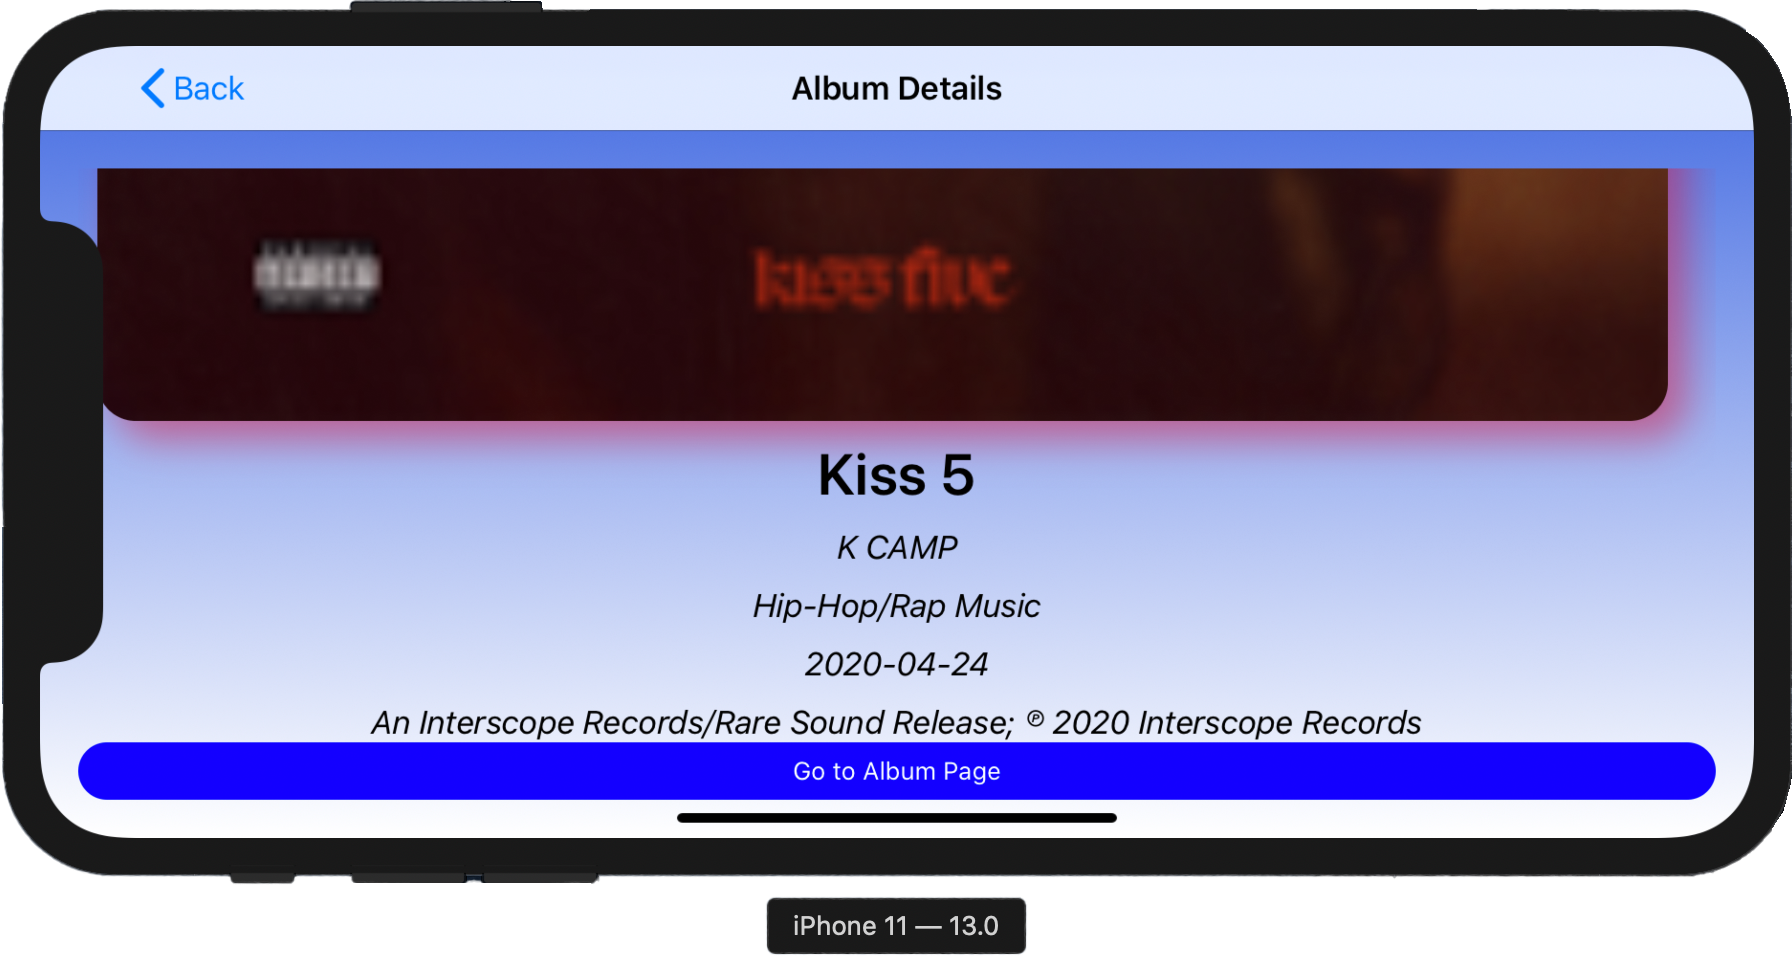 Back
Album Details
kiss five
Kiss 5
K CAMP
Hip-Hop/Rap Music
2020-04-24
An Interscope Records/Rare Sound Release; ℗ 2020 Interscope Records
Go to Album Page
iPhone 11 — 13.0